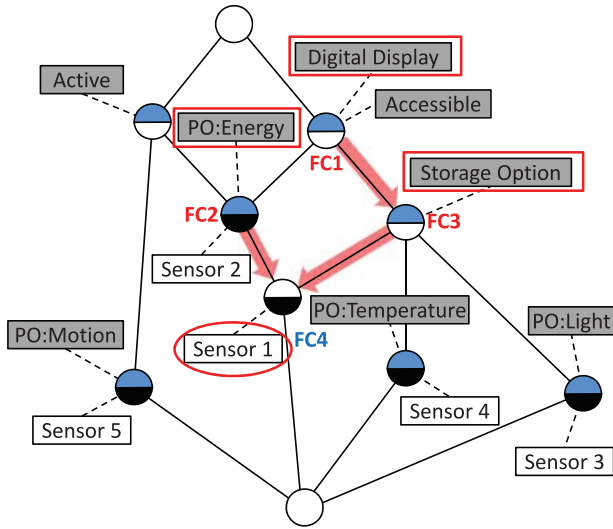 Digital Display
Active
Accessible
PO:Energy
FC1
Storage Option
FC2
FC3
Sensor 2
PO:Temperature
PO:Motion
Sensor 1
FC4
PO:Light
Sensor 5
Sensor 4
Sensor 3